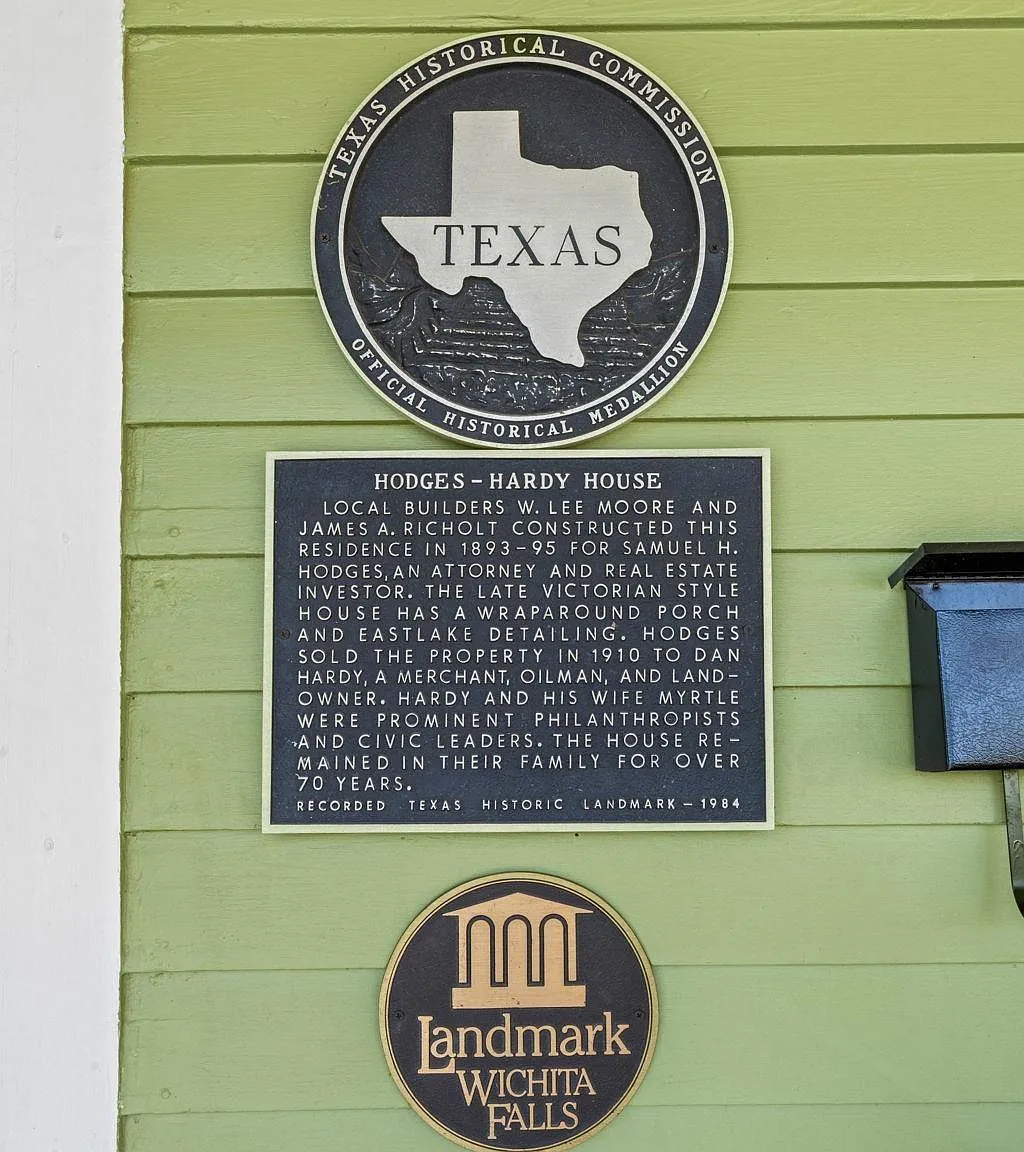 TEXAS HISTORICAL COMMISSION
TEXAS
OFFICIAL HISTORICAL MEDALLION
HODGES – HARDY HOUSE
LOCAL BUILDERS W. LEE MOORE AND
JAMES A. RICHOLT CONSTRUCTED THIS
RESIDENCE IN 1893–95 FOR SAMUEL H.
HODGES, AN ATTORNEY AND REAL ESTATE
INVESTOR. THE LATE VICTORIAN STYLE
HOUSE HAS A WRAPAROUND PORCH
AND EASTLAKE DETAILING. HODGES
SOLD THE PROPERTY IN 1910 TO DAN
HARDY, A MERCHANT, OILMAN, AND LAND–
OWNER. HARDY AND HIS WIFE MYRTLE
WERE PROMINENT PHILANTHROPISTS
AND CIVIC LEADERS. THE HOUSE RE–
MAINED IN THEIR FAMILY FOR OVER
70 YEARS.
RECORDED TEXAS HISTORIC LANDMARK – 1984
Landmark
WICHITA
FALLS